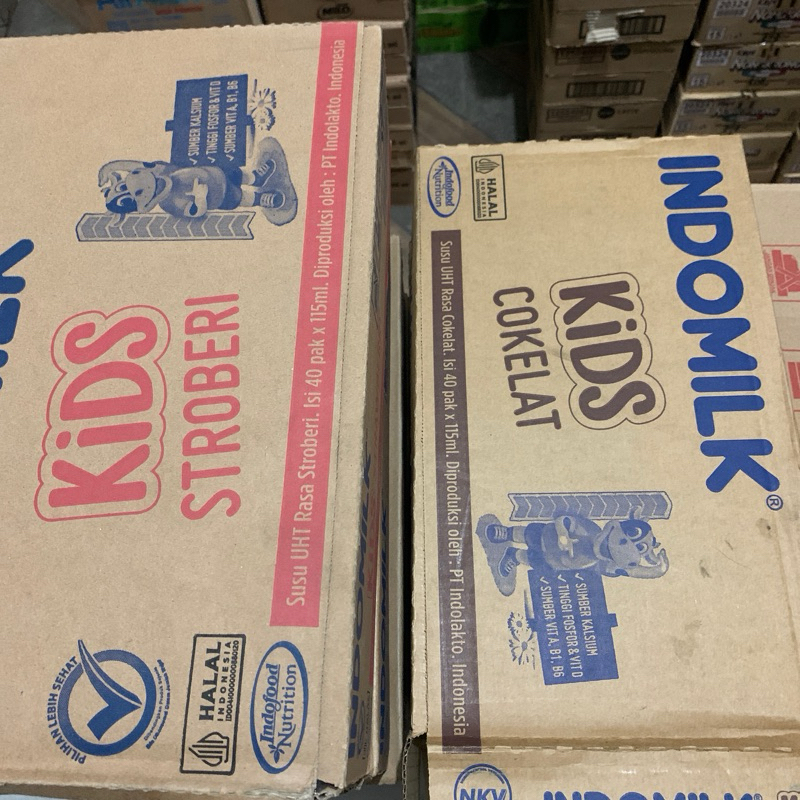 KiDS
STROBERI
Susu UHT Rasa Stroberi. Isi 40 pak x 115ml. Diproduksi oleh : PT Indolakto. Indonesia
✓ SUMBER KALSIUM
✓ TINGGI FOSFOR & VIT D
✓ SUMBER VIT A, B1, B6
PILIHAN LEBIH SEHAT
HALAL
INDONESIA
Indofood
Nutrition
INDOMILK®
KiDS
COKELAT
Susu UHT Rasa Cokelat. Isi 40 pak x 115ml. Diproduksi oleh : PT Indolakto. Indonesia
✓ SUMBER KALSIUM
✓ TINGGI FOSFOR & VIT D
✓ SUMBER VIT A, B1, B6
Indofood
Nutrition
HALAL
INDONESIA
NKV
INDOMILK
INDOMILK
20324